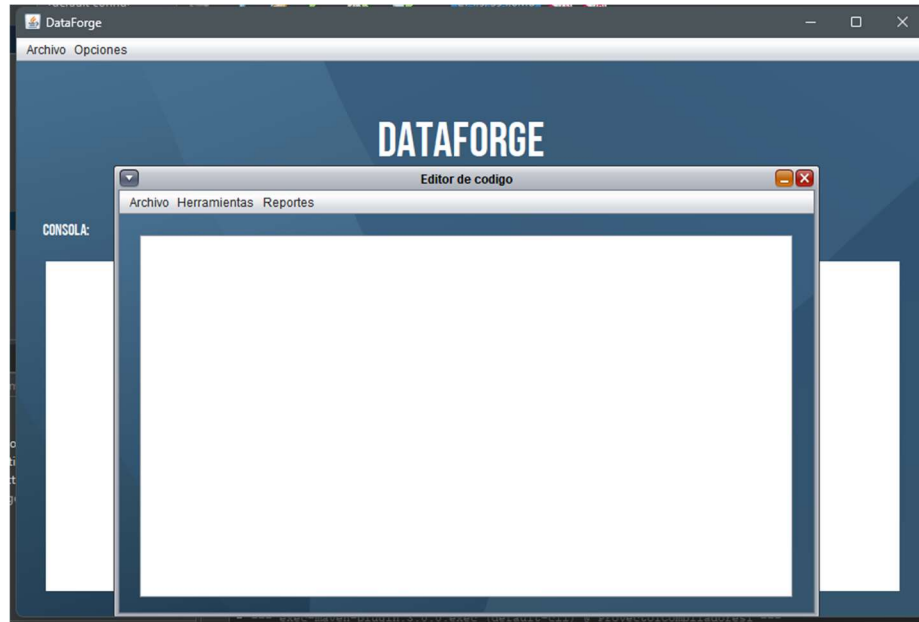 DataForge
Archivo Opciones
DATAFORGE
Editor de codigo
Archivo Herramientas Reportes
CONSOLA: